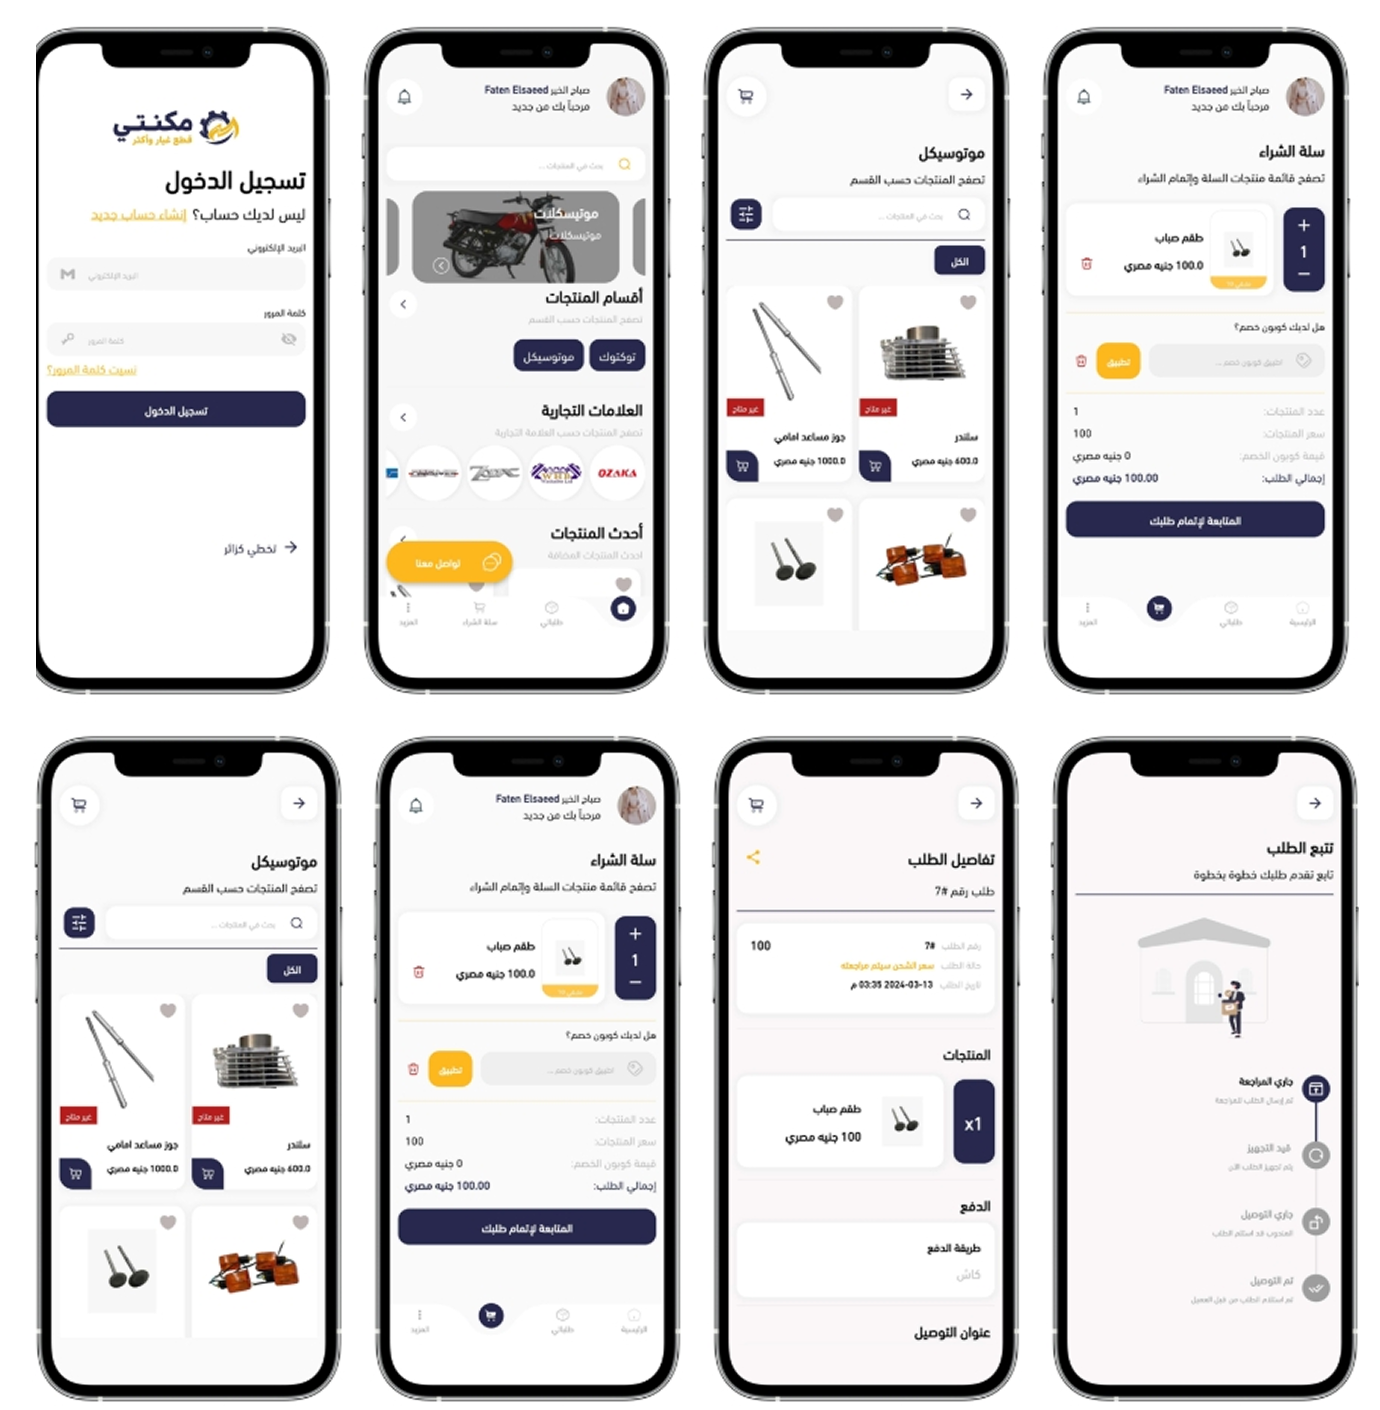 مكنتي
قطع غيار وأكثر
تسجيل الدخول
ليس لديك حساب؟ إنشاء حساب جديد
البريد الإلكتروني
البريد الإلكتروني
كلمة المرور
كلمة المرور
نسيت كلمة المرور؟
تسجيل الدخول
تخطي كزائر
صباح الخير Faten Elsaeed
مرحباً بك من جديد
بحث في المنتجات ...
موتيسكلات
موتيسكلات
أقسام المنتجات
تصفح المنتجات حسب القسم
توكتوك
موتوسيكل
العلامات التجارية
تصفح المنتجات حسب العلامة التجارية
OZAKA
أحدث المنتجات
احدث المنتجات المضافة
تواصل معنا
طلباتي
سلة الشراء
المزيد
موتوسيكل
تصفح المنتجات حسب القسم
بحث في المنتجات ...
الكل
غير متاح
غير متاح
سلندر
جوز مساعد امامي
600.0 جنيه مصري
1000.0 جنيه مصري
صباح الخير Faten Elsaeed
مرحباً بك من جديد
سلة الشراء
تصفح قائمة منتجات السلة وإتمام الشراء
+
1
−
طقم صباب
100.0 جنيه مصري
هل لديك كوبون خصم؟
تطبيق كوبون خصم ...
تطبيق
عدد المنتجات: 1
سعر المنتجات: 100
قيمة كوبون الخصم: 0 جنيه مصري
إجمالي الطلب: 100.00 جنيه مصري
المتابعة لإتمام طلبك
الرئيسية
طلباتي
المزيد
موتوسيكل
تصفح المنتجات حسب القسم
بحث في المنتجات ...
الكل
غير متاح
غير متاح
سلندر
جوز مساعد امامي
600.0 جنيه مصري
1000.0 جنيه مصري
صباح الخير Faten Elsaeed
مرحباً بك من جديد
سلة الشراء
تصفح قائمة منتجات السلة وإتمام الشراء
+
1
−
طقم صباب
100.0 جنيه مصري
هل لديك كوبون خصم؟
تطبيق كوبون خصم ...
تطبيق
عدد المنتجات: 1
سعر المنتجات: 100
قيمة كوبون الخصم: 0 جنيه مصري
إجمالي الطلب: 100.00 جنيه مصري
المتابعة لإتمام طلبك
الرئيسية
طلباتي
المزيد
تفاصيل الطلب
طلب رقم #7
رقم الطلب #7 100
حالة الطلب سعر الشحن سيتم مراجعته
تاريخ الطلب 2024-03-13 03:35 م
المنتجات
x1
طقم صباب
100 جنيه مصري
الدفع
طريقة الدفع
كاش
عنوان التوصيل
تتبع الطلب
تابع تقدم طلبك خطوة بخطوة
جاري المراجعة
تم إرسال الطلب للمراجعة
قيد التجهيز
يتم تجهيز الطلب الآن
جاري التوصيل
المندوب قد استلم الطلب
تم التوصيل
تم استلام الطلب من قبل العميل